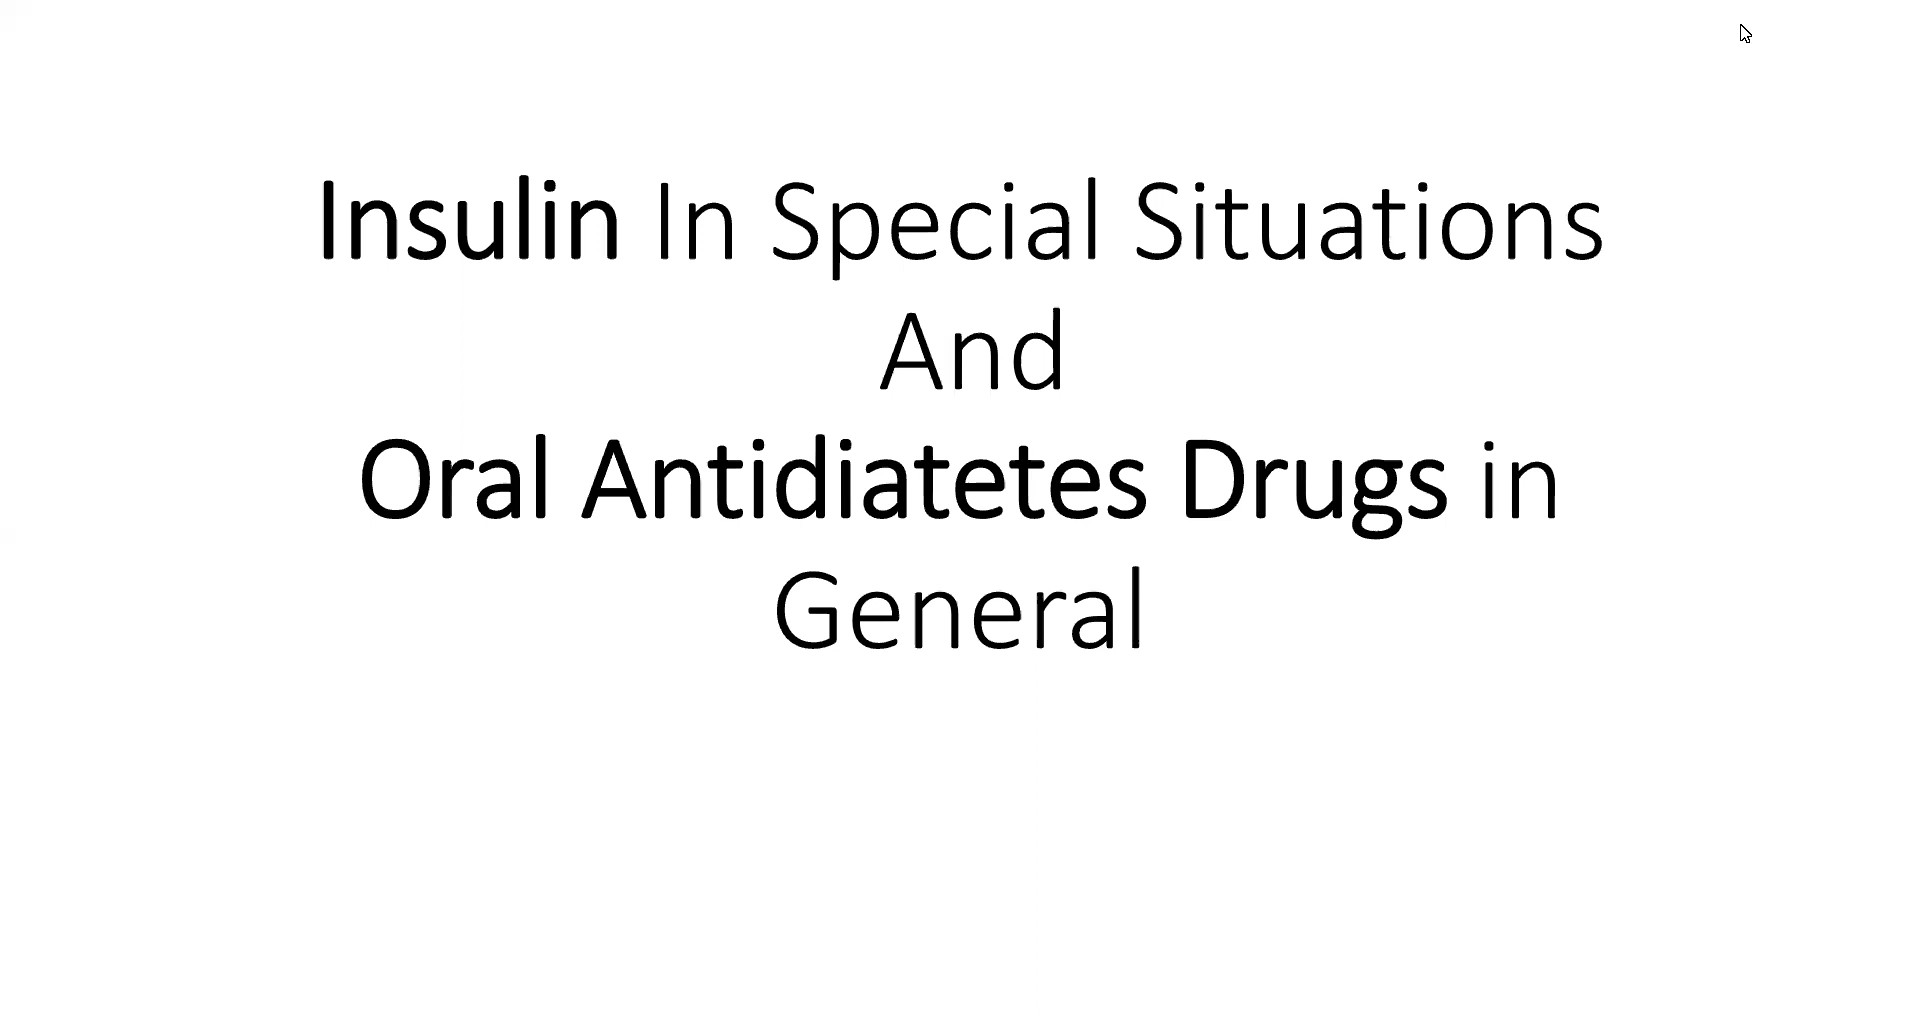 Insulin In Special Situations
And
Oral Antidiatetes Drugs in
General